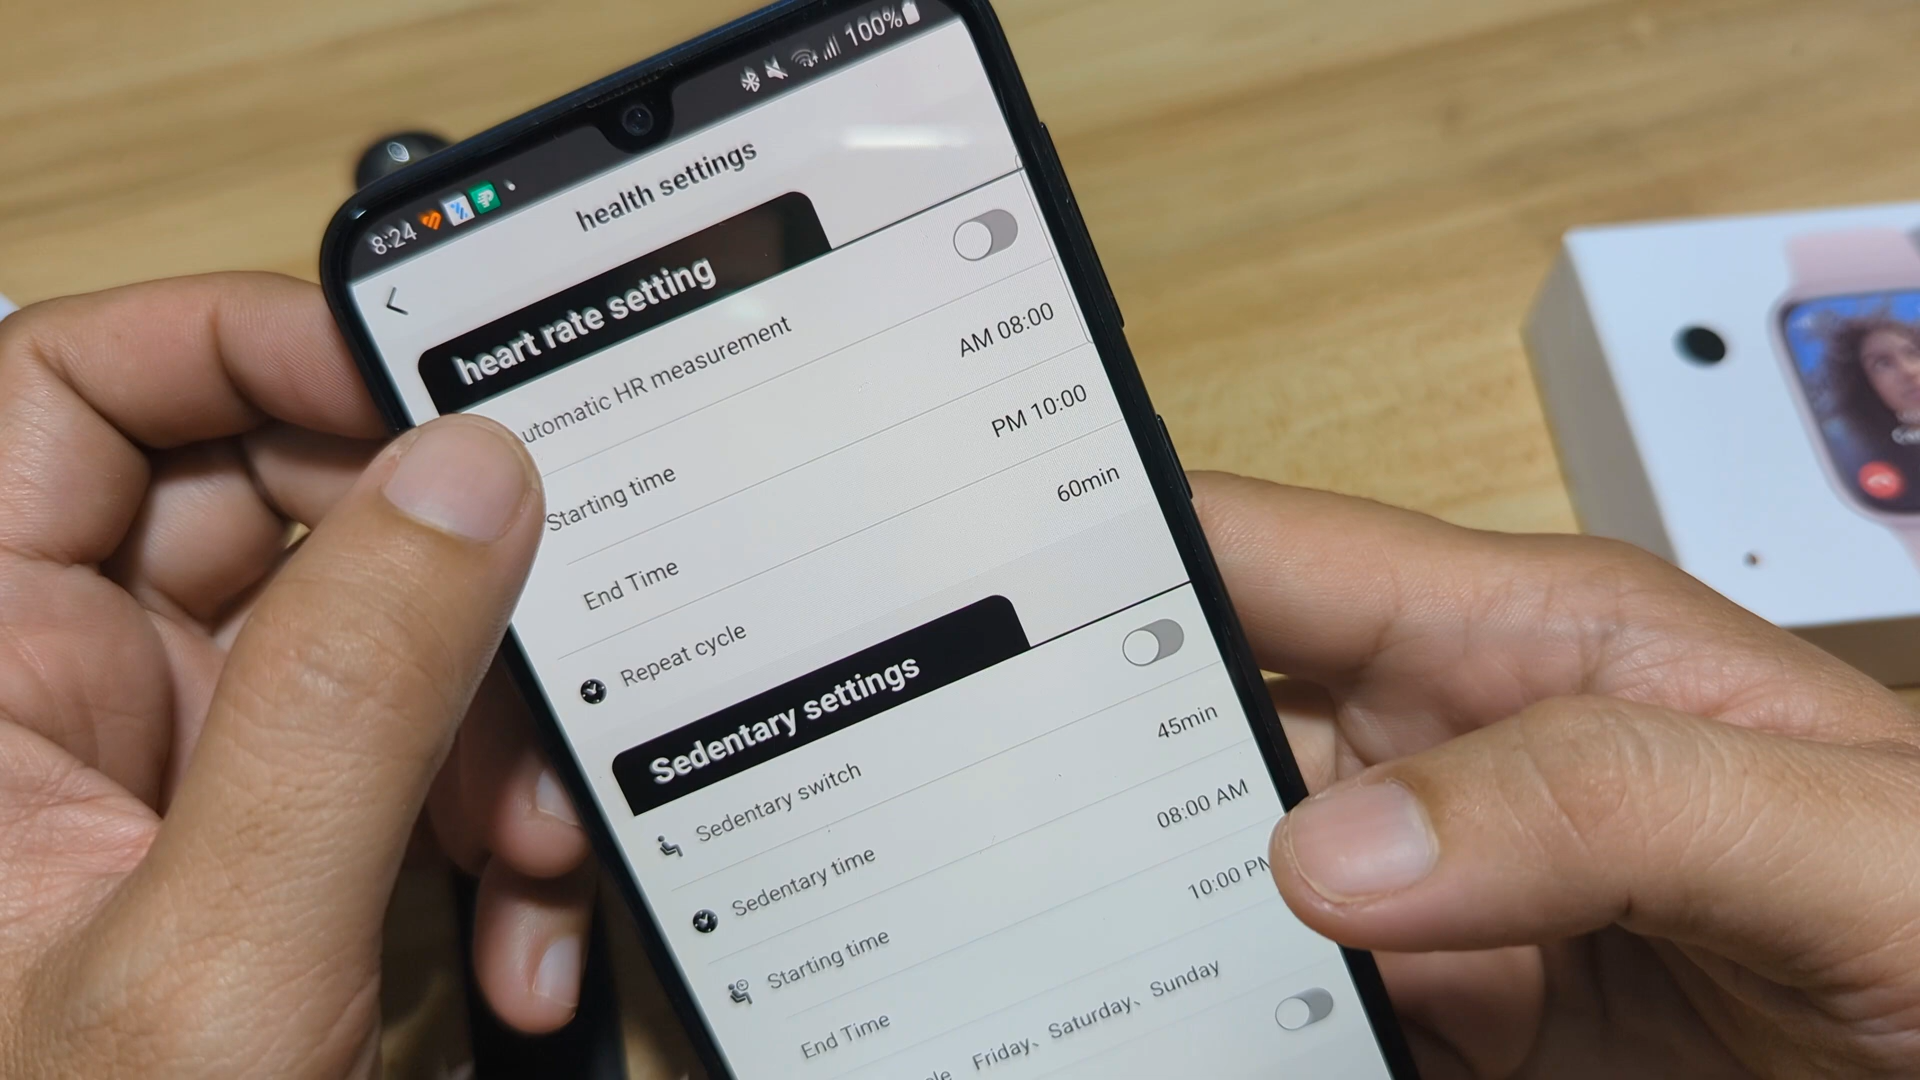 8:24 100%
health settings
heart rate setting
utomatic HR measurement
Starting time AM 08:00
End Time PM 10:00
Repeat cycle 60min
Sedentary settings
Sedentary switch
Sedentary time 45min
Starting time 08:00 AM
End Time 10:00 PM
Friday、Saturday、Sunday